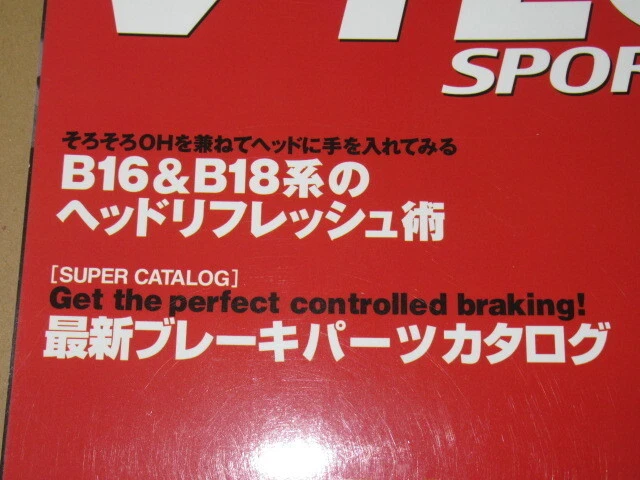 VTEC
SPOR
そろそろOHを兼ねてヘッドに手を入れてみる
B16&B18系の
ヘッドリフレッシュ術
[SUPER CATALOG]
Get the perfect controlled braking!
最新ブレーキパーツカタログ